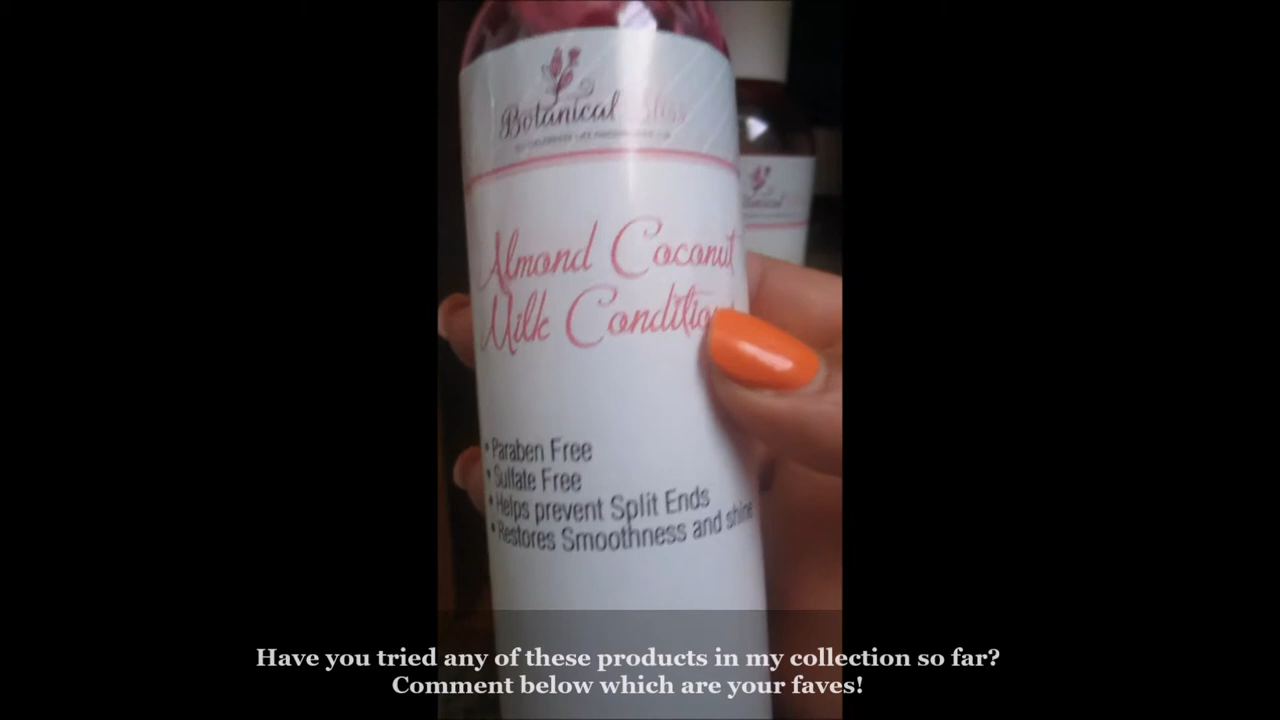 Botanical Bliss
Almond Coconut
Milk Condition
• Paraben Free
• Sulfate Free
• Helps prevent Split Ends
• Restores Smoothness and shine
Botanical
Have you tried any of these products in my collection so far?
Comment below which are your faves!